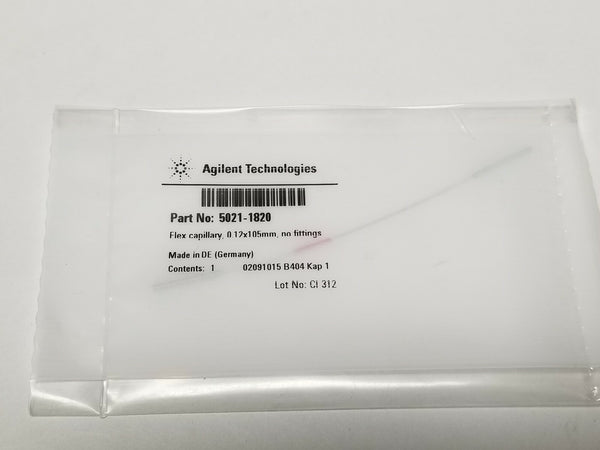 Agilent Technologies
Part No: 5021-1820
Flex capillary, 0.12x105mm, no fittings
Made in DE (Germany)
Contents: 1 02091015 B404 Kap 1
Lot No: CI 312